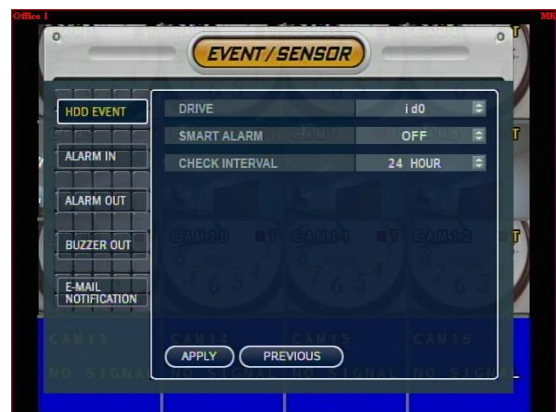 Office 1
EVENT/SENSOR
HDD EVENT
DRIVE
id0
SMART ALARM
OFF
ALARM IN
CHECK INTERVAL
24 HOUR
ALARM OUT
BUZZER OUT
CAM10
CAM11
CAM12
E-MAIL
NOTIFICATION
CAM13
CAM14
CAM15
CAM16
APPLY
PREVIOUS
NO SIGNAL
NO SIGNAL
NO SIGNAL
NO SIGNAL